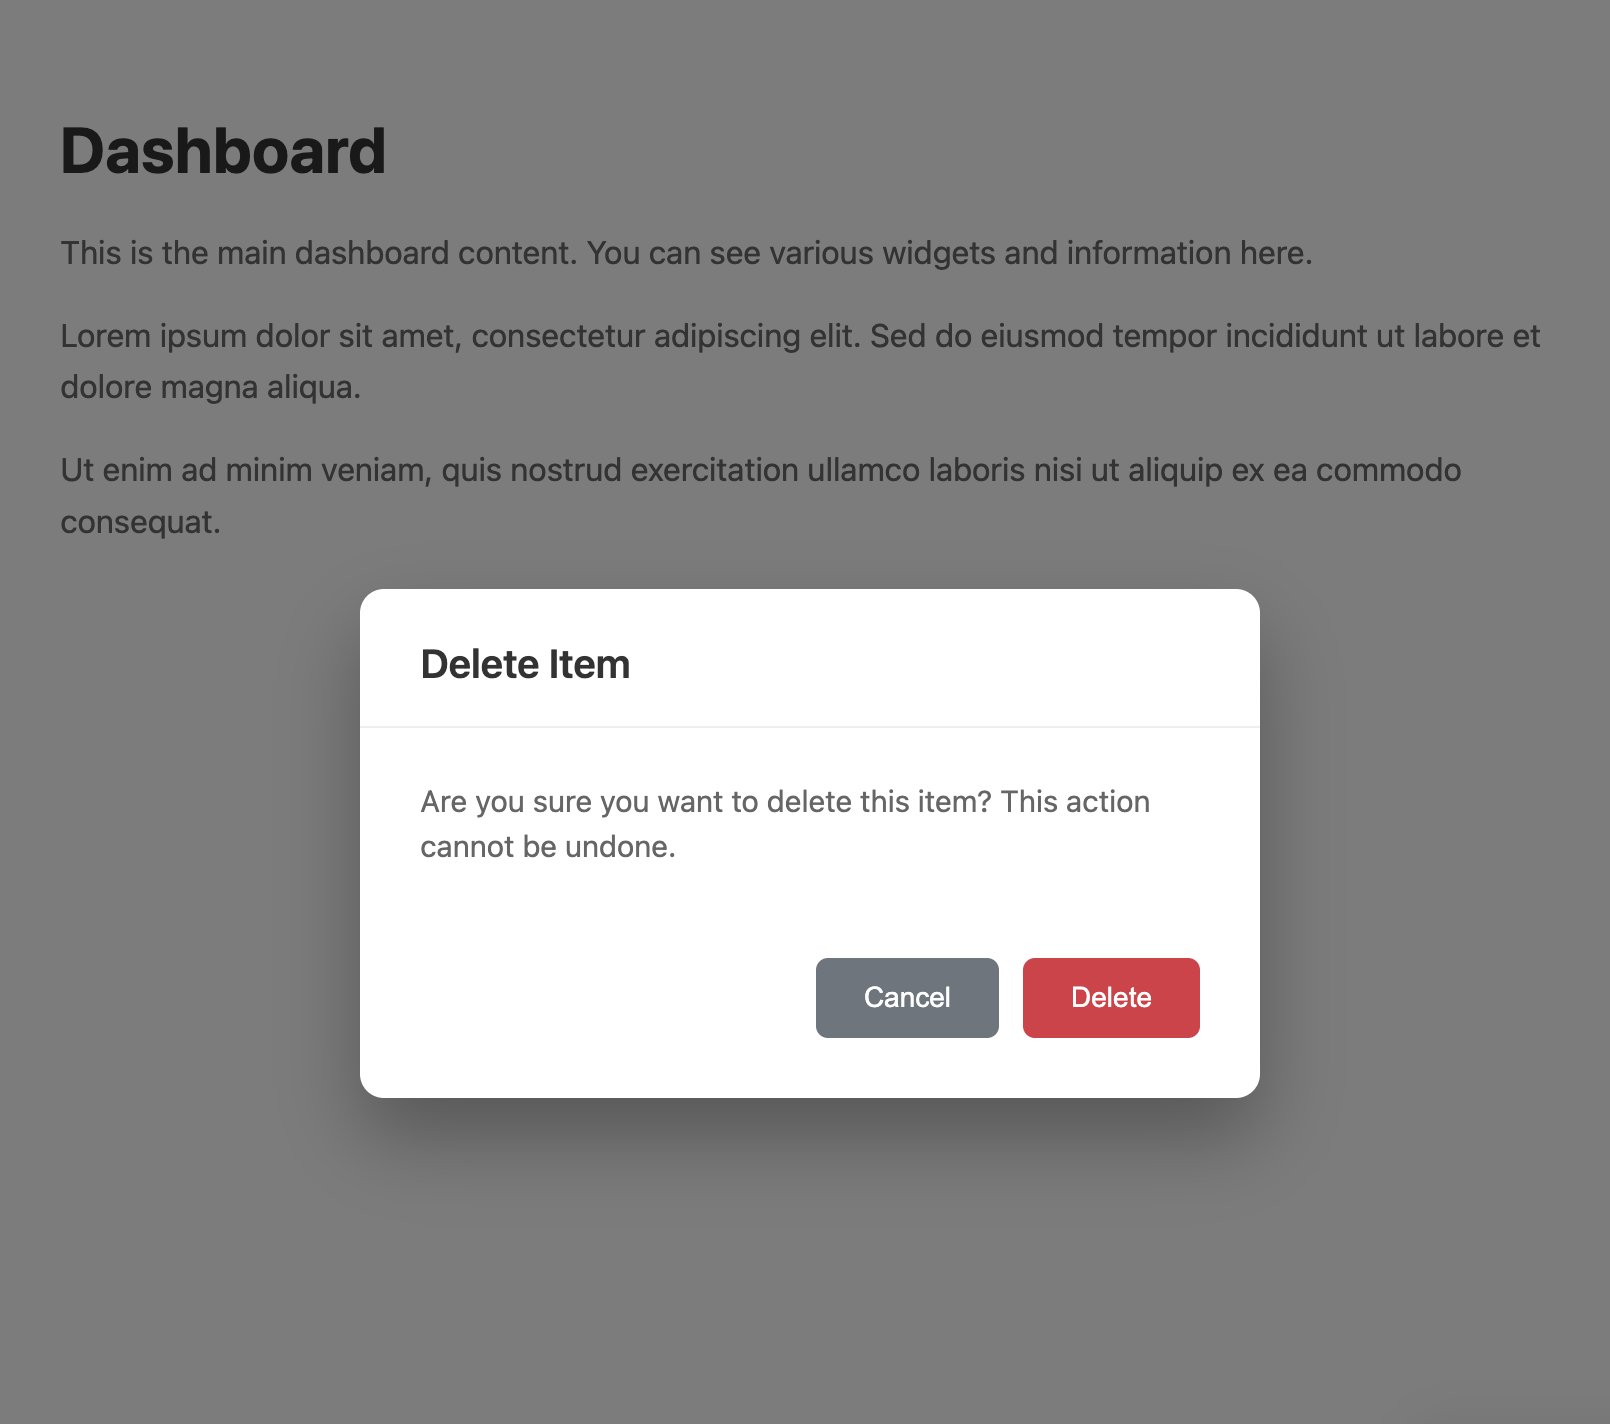 Dashboard
This is the main dashboard content. You can see various widgets and information here.
Lorem ipsum dolor sit amet, consectetur adipiscing elit. Sed do eiusmod tempor incididunt ut labore et
dolore magna aliqua.
Ut enim ad minim veniam, quis nostrud exercitation ullamco laboris nisi ut aliquip ex ea commodo
consequat.
Delete Item
Are you sure you want to delete this item? This action
cannot be undone.
Cancel
Delete